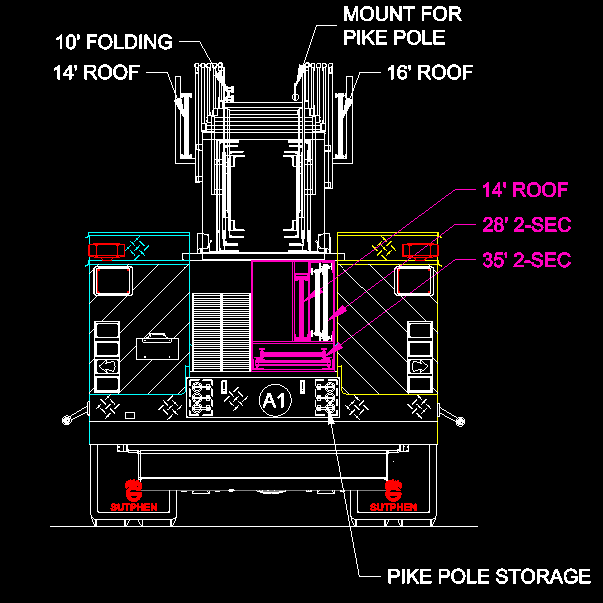 MOUNT FOR
PIKE POLE
10' FOLDING
14' ROOF
16' ROOF
14' ROOF
28' 2-SEC
35' 2-SEC
A1
SUTPHEN
SUTPHEN
PIKE POLE STORAGE